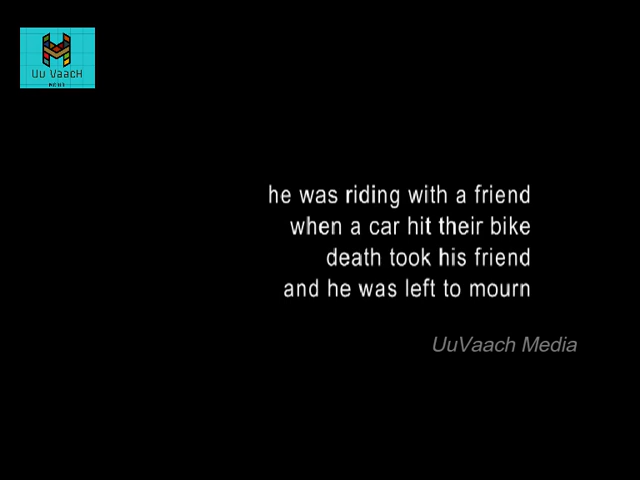 Uu VaacH
he was riding with a friend
when a car hit their bike
death took his friend
and he was left to mourn
UuVaach Media